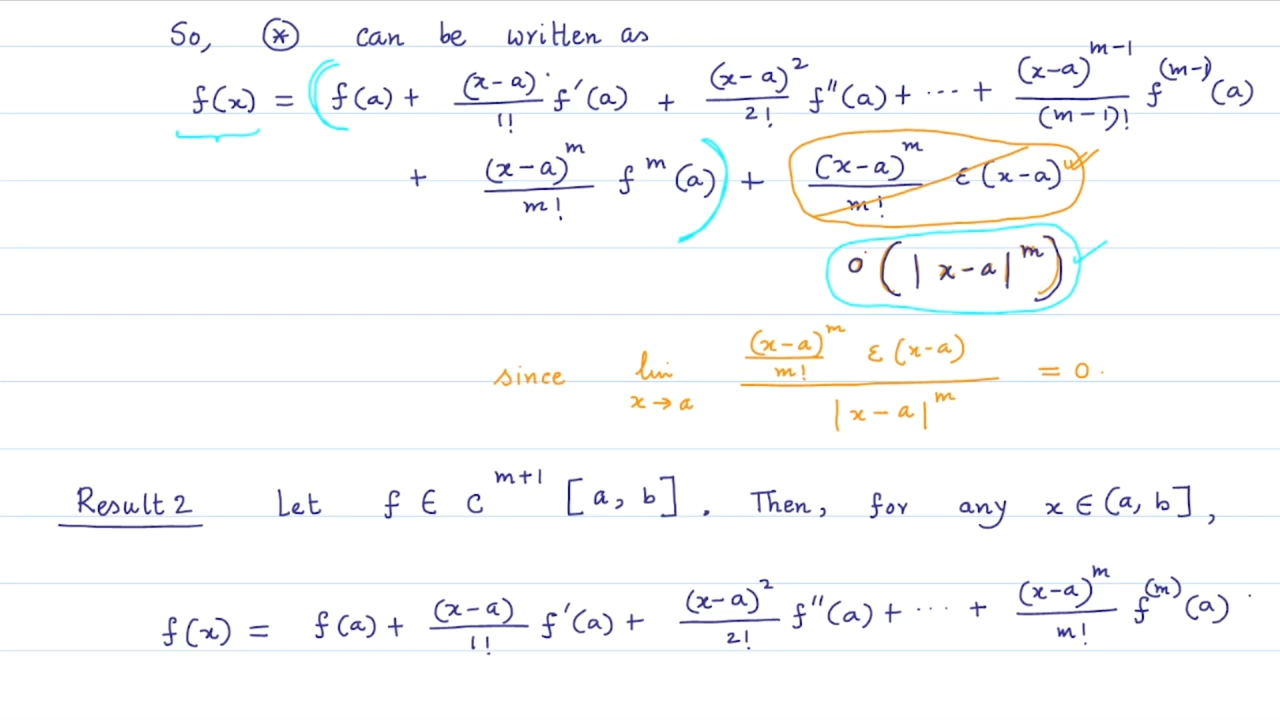 So, ⊛ can be written as
f(x) = (f(a) + (x-a)/1! f'(a) + (x-a)²/2! f''(a) + ⋯ + (x-a)^{m-1}/(m-1)! f^{(m-1)}(a)
+ (x-a)^m/m! f^m(a)) + (x-a)^m/m! ε(x-a)
o(|x-a|^m)
since lim_{x→a} ((x-a)^m/m! ε(x-a))/|x-a|^m = 0.
Result 2 Let f ∈ C^{m+1} [a, b]. Then, for any x ∈ (a, b],
f(x) = f(a) + (x-a)/1! f'(a) + (x-a)²/2! f''(a) + ⋯ + (x-a)^m/m! f^{(m)}(a)